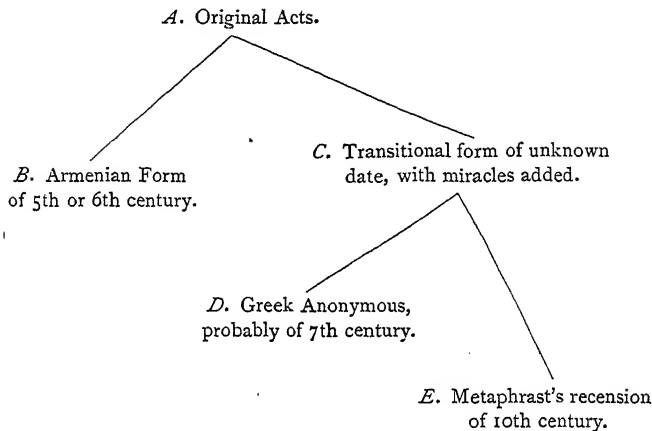 A. Original Acts.
B. Armenian Form
of 5th or 6th century.
C. Transitional form of unknown
date, with miracles added.
D. Greek Anonymous,
probably of 7th century.
E. Metaphrast's recension
of 10th century.